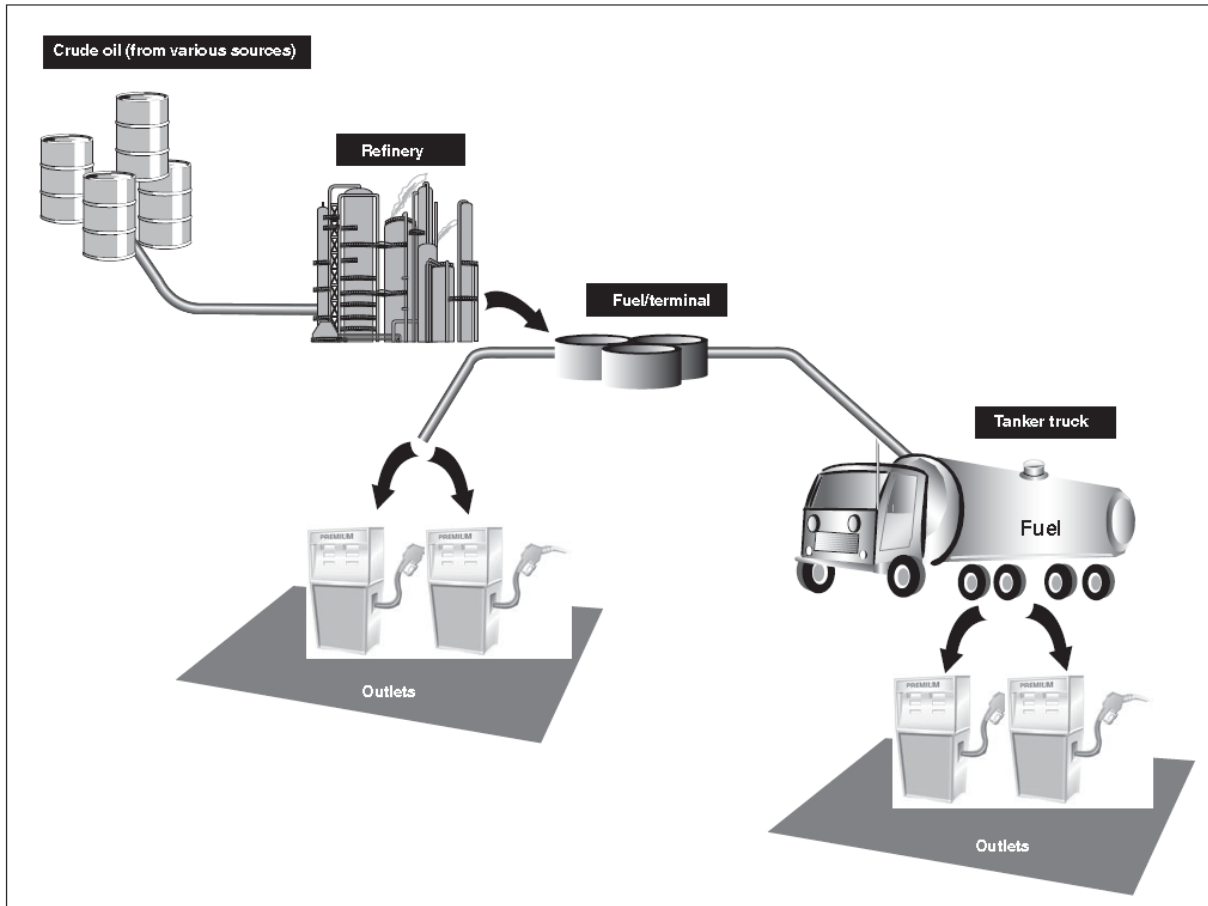 Crude oil (from various sources)
Refinery
Fuel/terminal
Tanker truck
Fuel
PREMIUM
PREMIUM
Outlets
PREMIUM
PREMIUM
Outlets